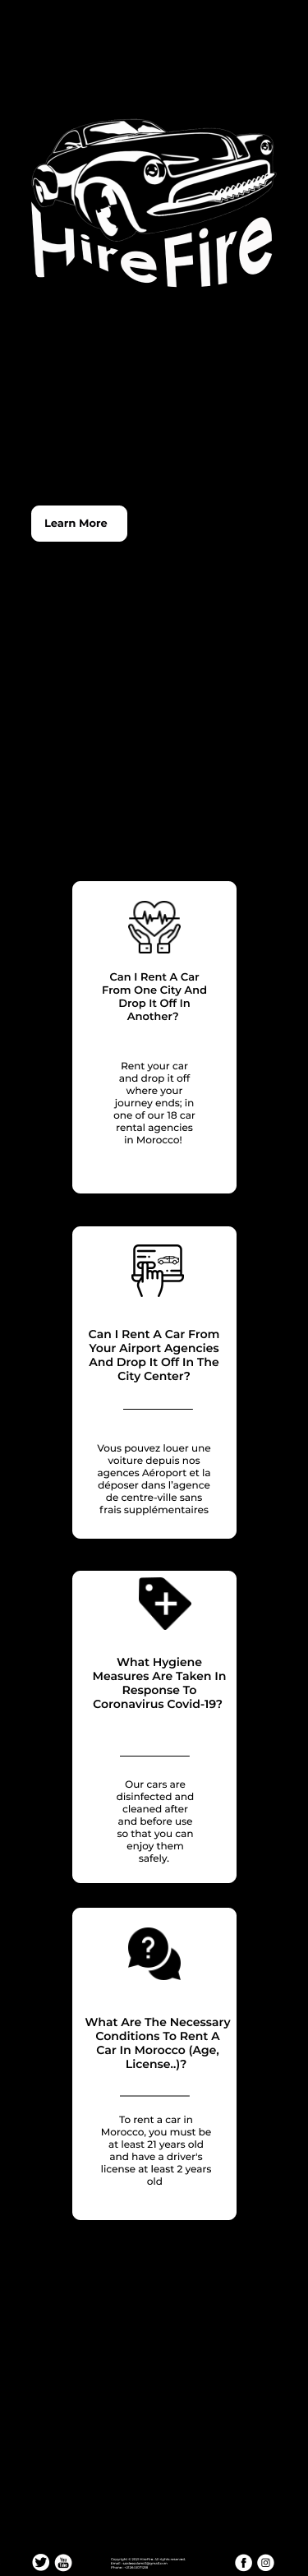 HireFire
Learn More
Can I Rent A Car
From One City And
Drop It Off In
Another?
Rent your car
and drop it off
where your
journey ends; in
one of our 18 car
rental agencies
in Morocco!
Can I Rent A Car From
Your Airport Agencies
And Drop It Off In The
City Center?
Vous pouvez louer une
voiture depuis nos
agences Aéroport et la
déposer dans l'agence
de centre-ville sans
frais supplémentaires
What Hygiene
Measures Are Taken In
Response To
Coronavirus Covid-19?
Our cars are
disinfected and
cleaned after
and before use
so that you can
enjoy them
safely.
What Are The Necessary
Conditions To Rent A
Car In Morocco (Age,
License..)?
To rent a car in
Morocco, you must be
at least 21 years old
and have a driver's
license at least 2 years
old
You
Tube
HireFire. All rights reserved.
Email :
Phone :